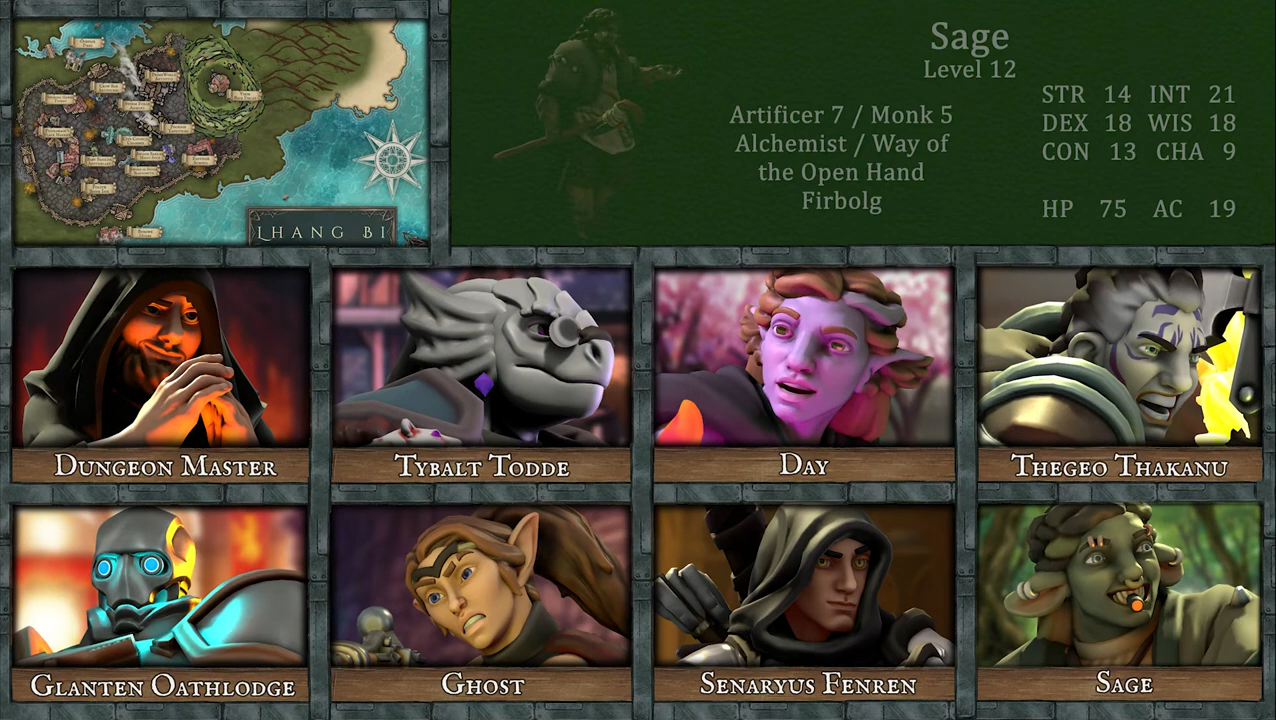 LHANG BI
Sage
Level 12
Artificer 7 / Monk 5
Alchemist / Way of
the Open Hand
Firbolg
STR 14 INT 21
DEX 18 WIS 18
CON 13 CHA 9
HP 75 AC 19
DUNGEON MASTER
TYBALT TODDE
DAY
THEGEO THAKANU
GLANTEN OATHLODGE
GHOST
SENARYUS FENREN
SAGE